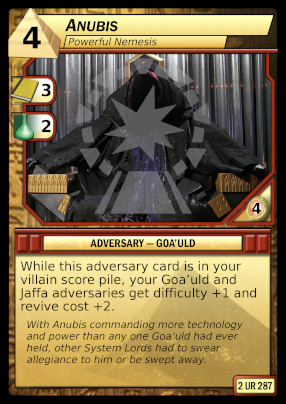 4
ANUBIS
Powerful Nemesis
3
2
4
ADVERSARY – GOA'ULD
While this adversary card is in your
villain score pile, your Goa'uld and
Jaffa adversaries get difficulty +1 and
revive cost +2.
With Anubis commanding more technology
and power than any one Goa'uld had ever
held, other System Lords had to swear
allegiance to him or be swept away.
2 UR 287